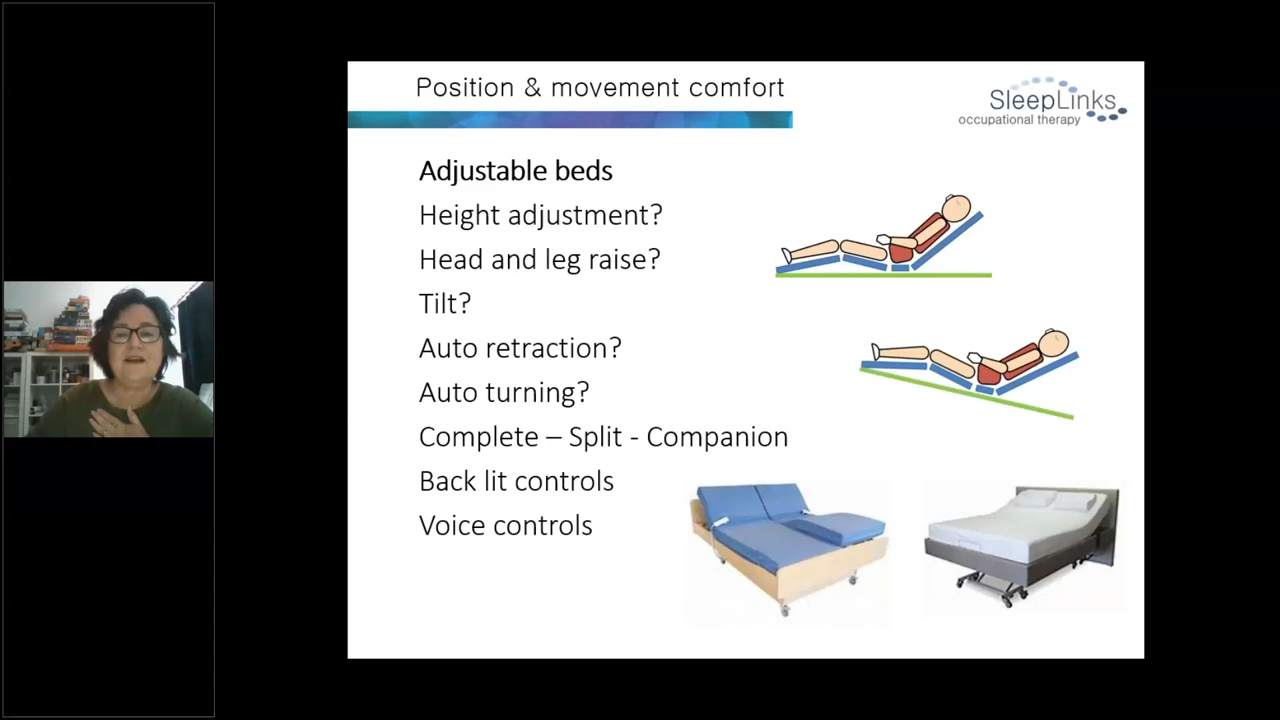 Position & movement comfort
SleepLinks
occupational therapy
Adjustable beds
Height adjustment?
Head and leg raise?
Tilt?
Auto retraction?
Auto turning?
Complete – Split - Companion
Back lit controls
Voice controls